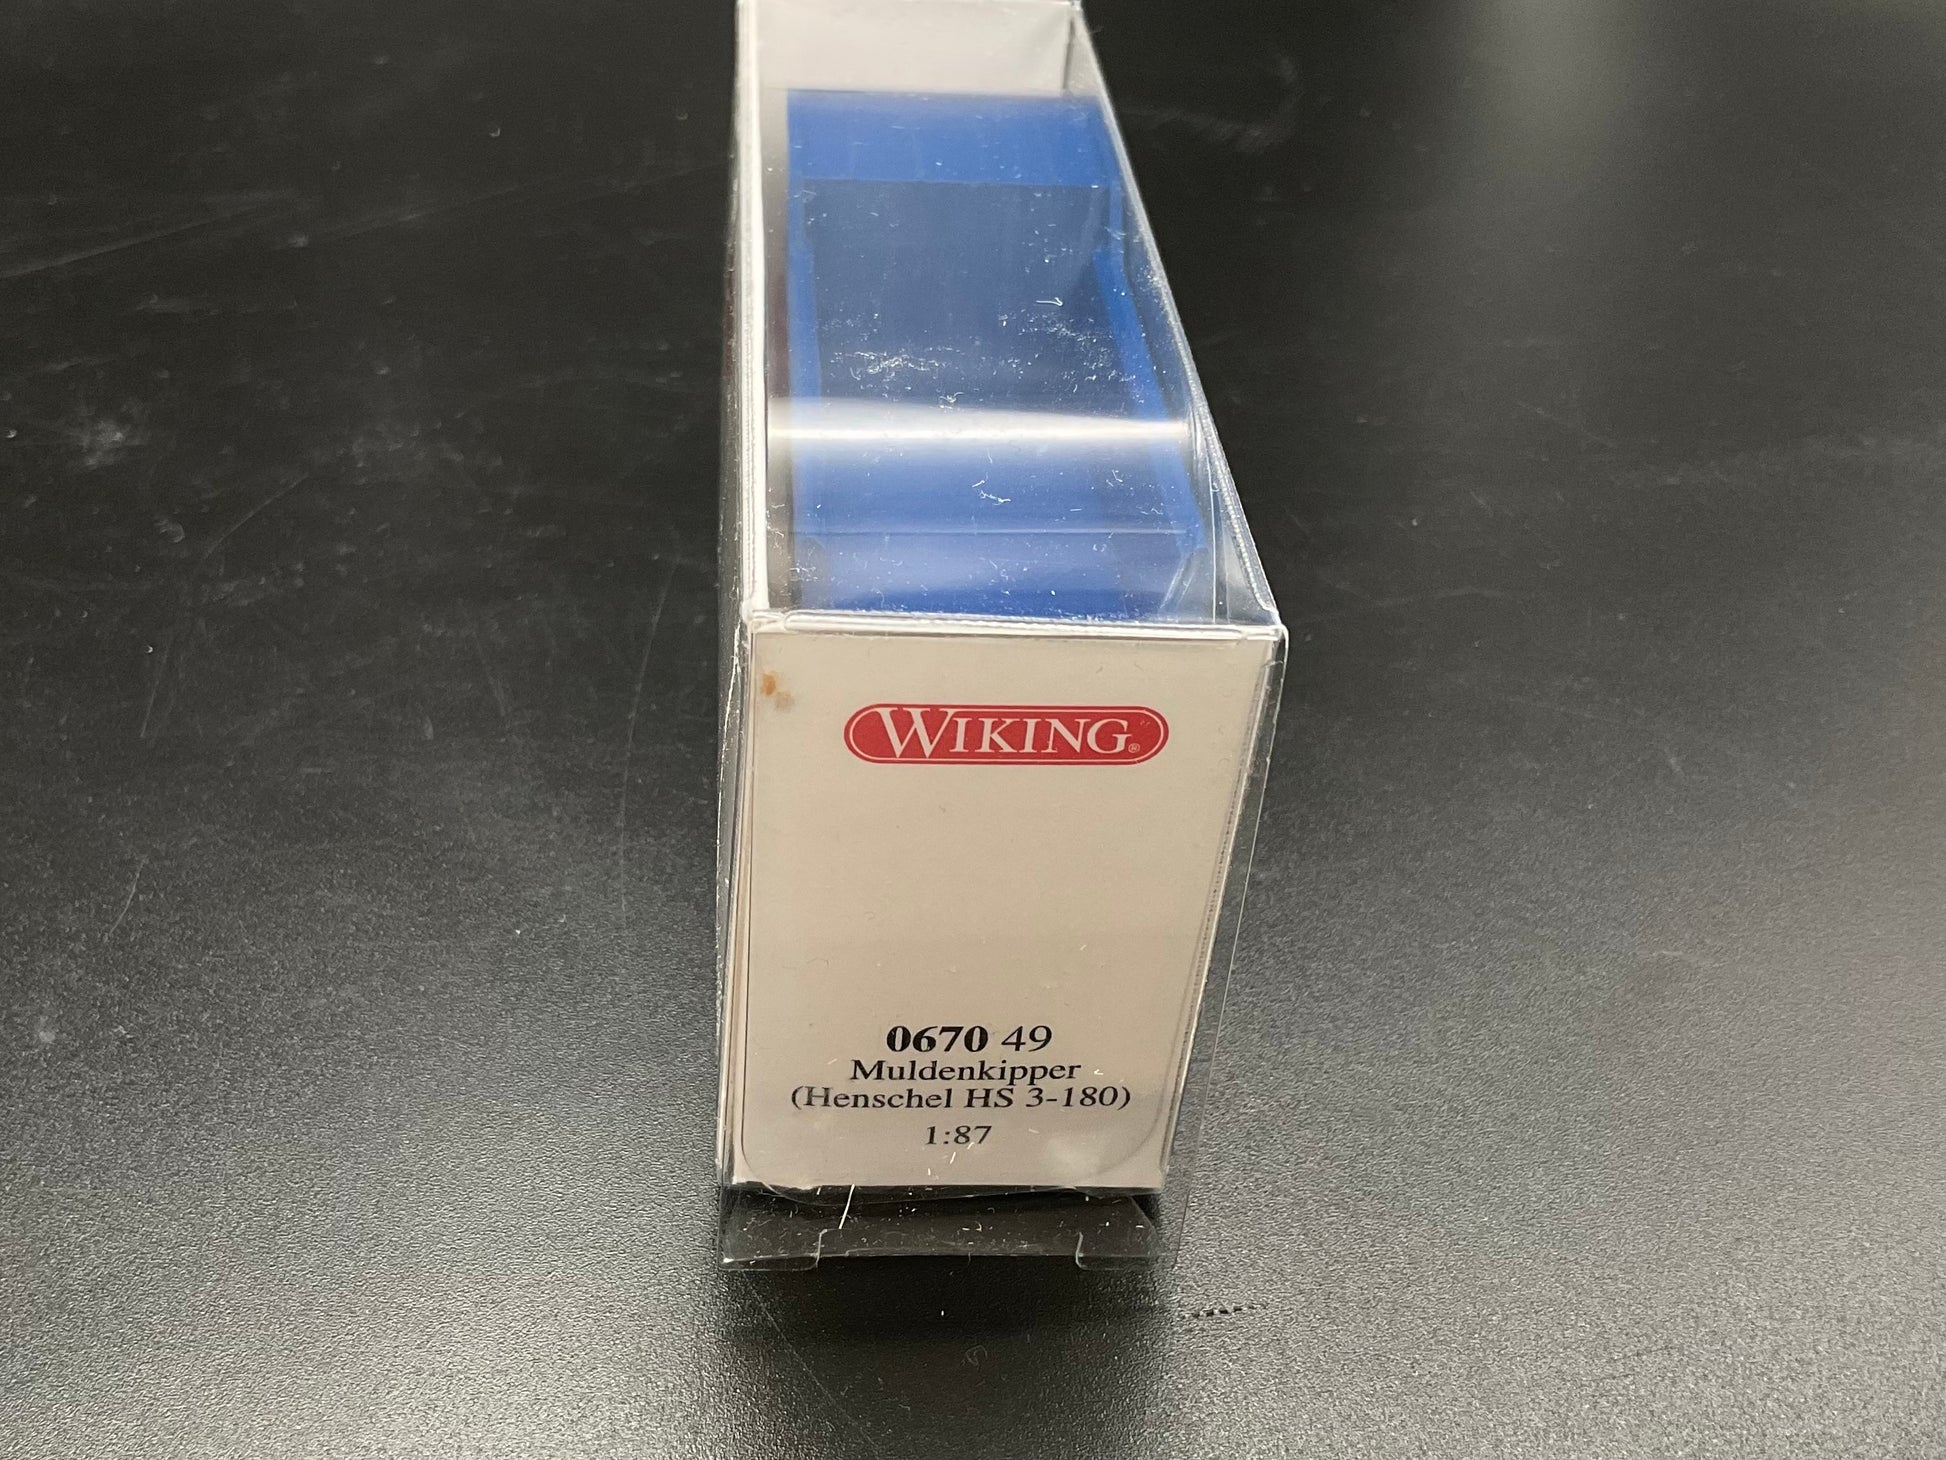 WIKING®
0670 49
Muldenkipper
(Henschel HS 3-180)
1:87